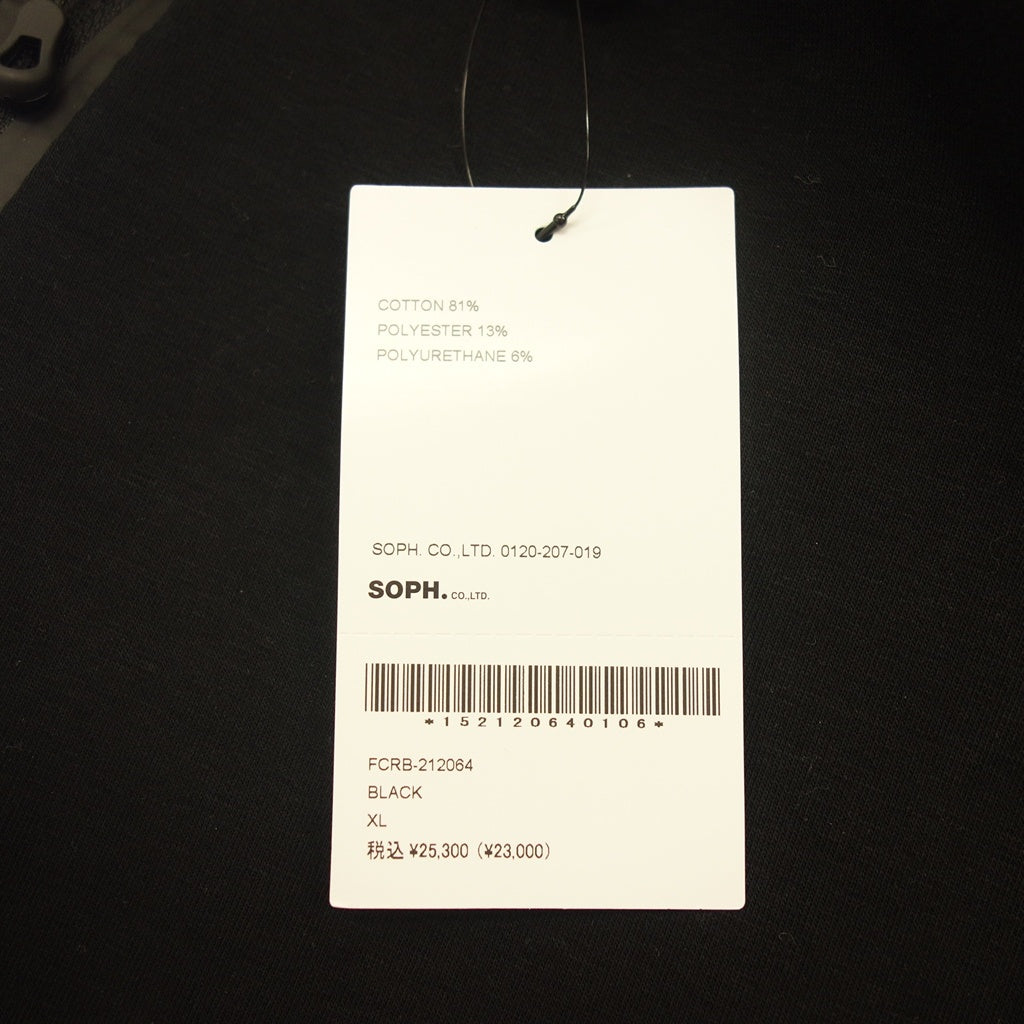 COTTON 81%
POLYESTER 13%
POLYURETHANE 6%
SOPH. CO.,LTD. 0120-207-019
SOPH. CO.,LTD.
*152120640106*
FCRB-212064
BLACK
XL
税込 ¥25,300 (¥23,000)